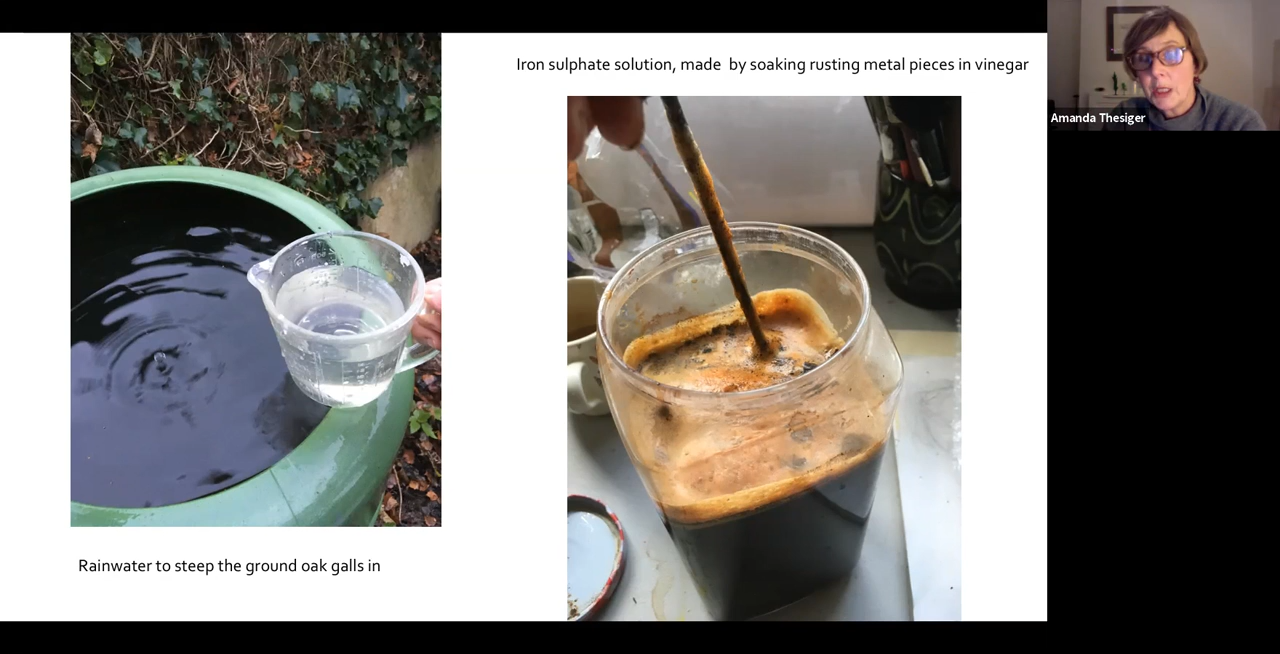 Iron sulphate solution, made  by soaking rusting metal pieces in vinegar
Amanda Thesiger
Rainwater to steep the ground oak galls in